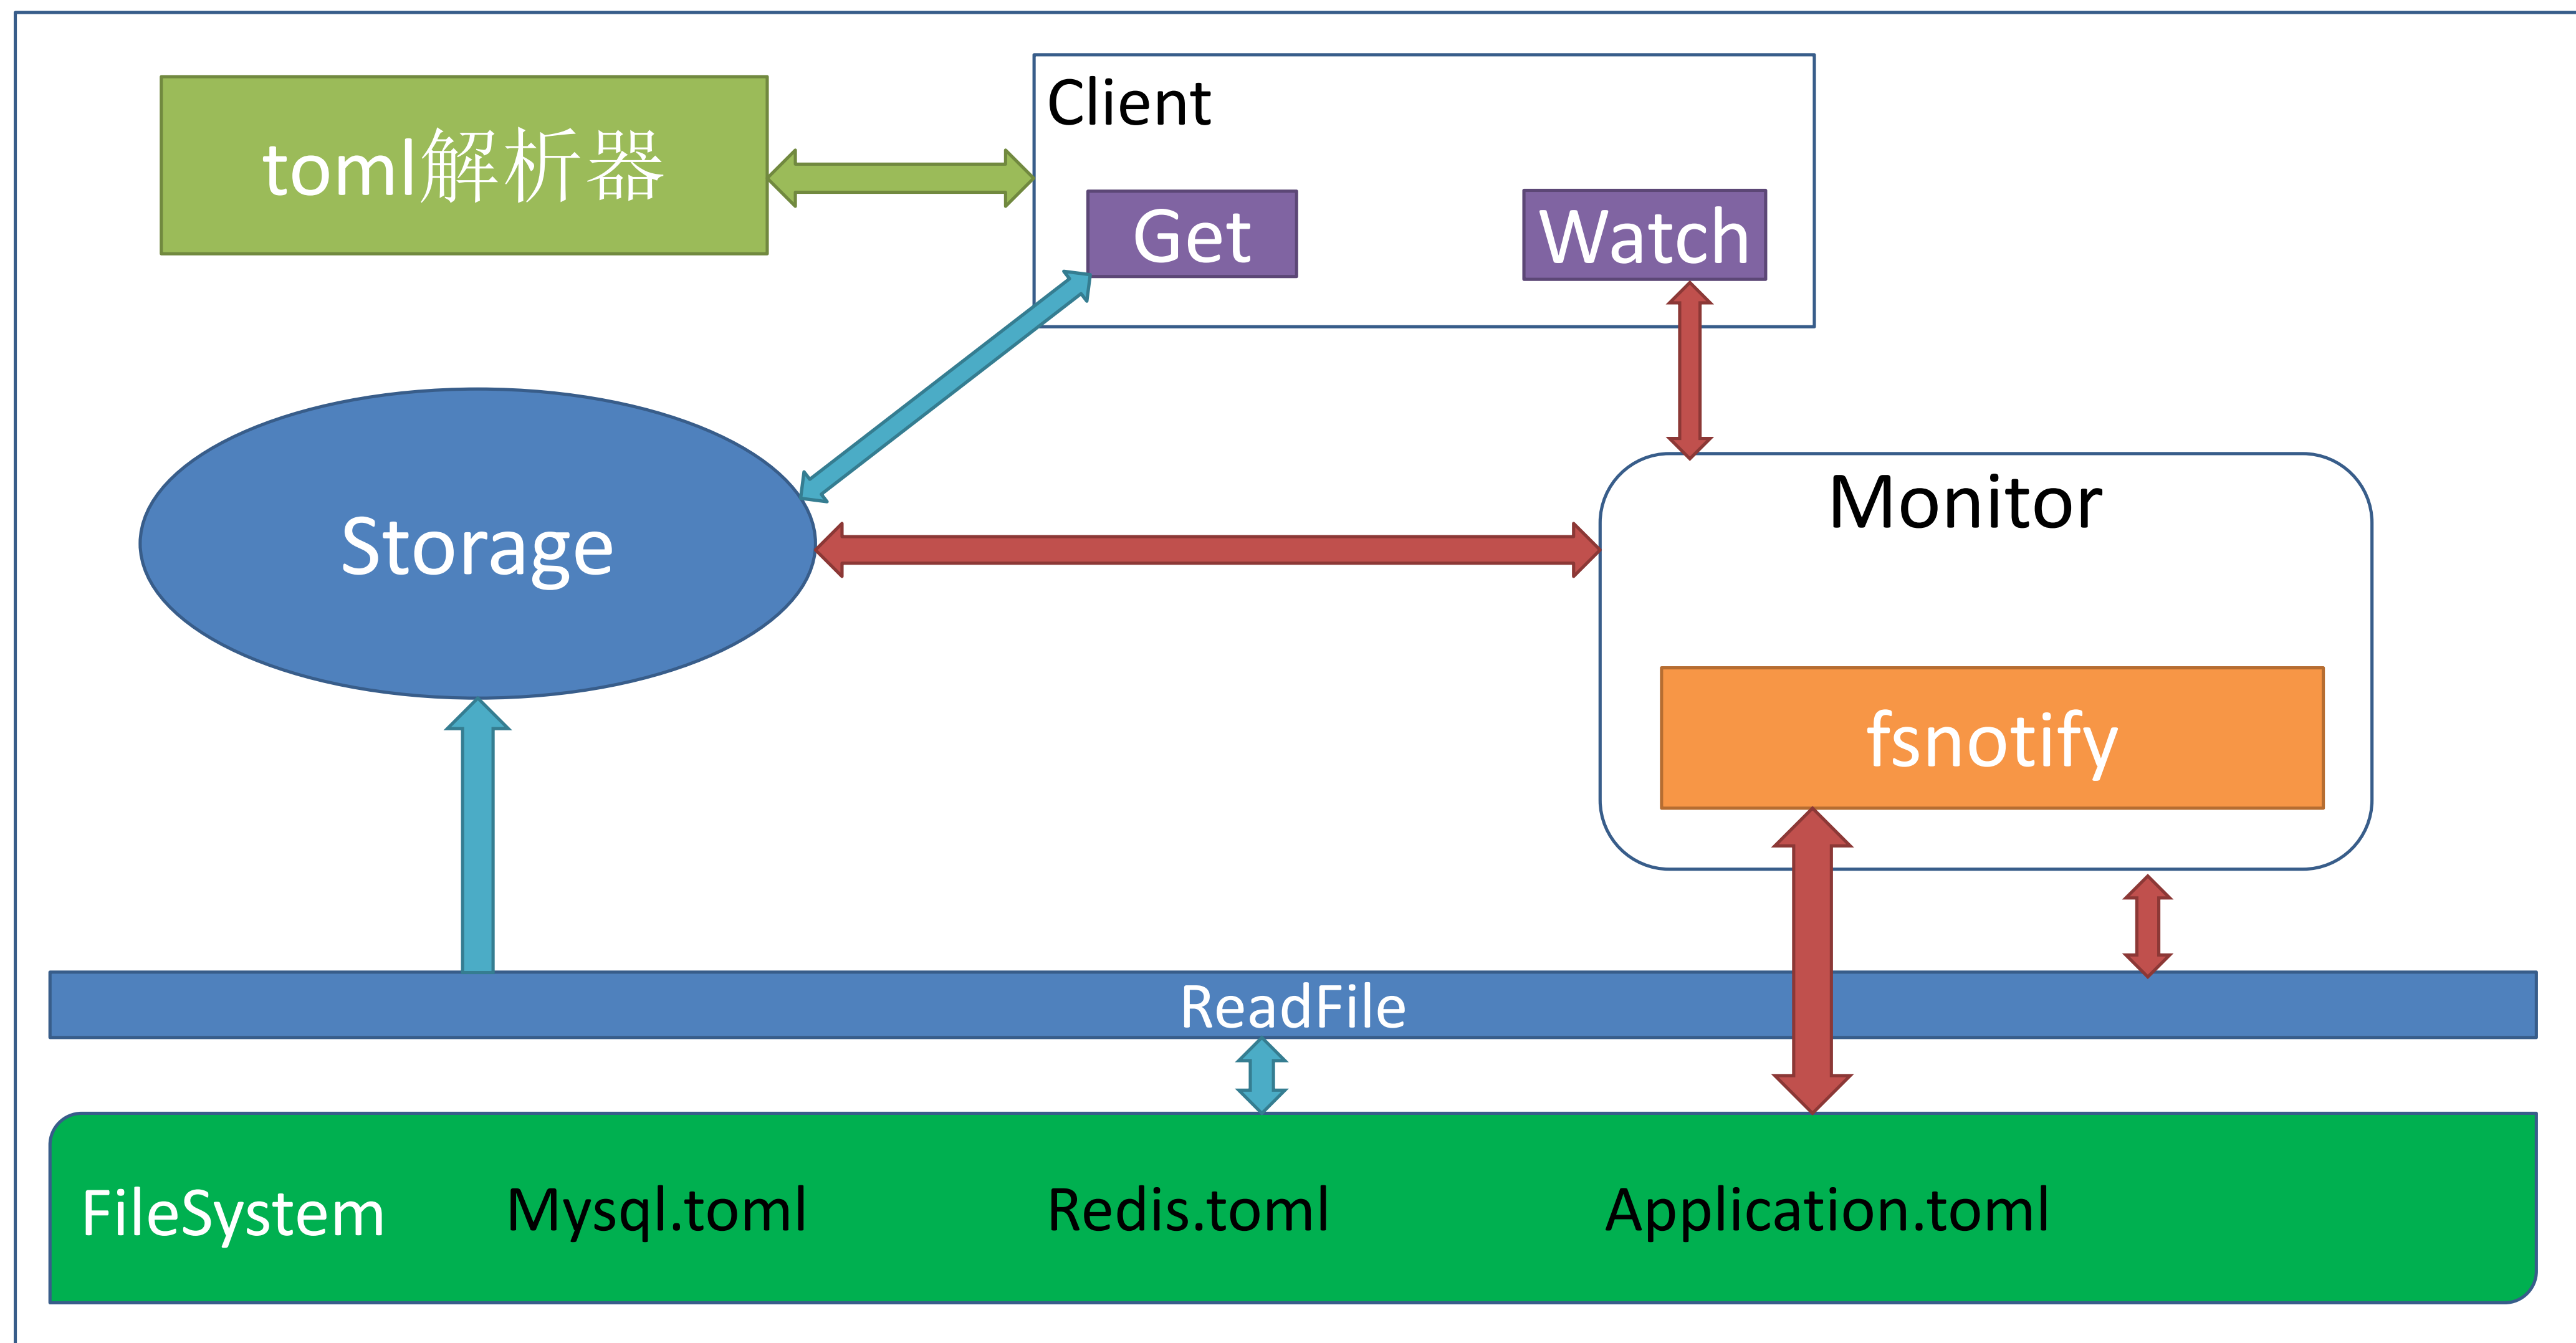 Client
toml解析器
Get
Watch
Monitor
Storage
fsnotify
ReadFile
FileSystem
Mysql.toml
Redis.toml
Application.toml